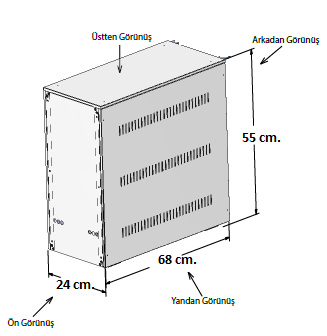 Üstten Görünüş
Arkadan Görünüş
55 cm.
68 cm.
24 cm.
Yandan Görünüş
Ön Görünüş